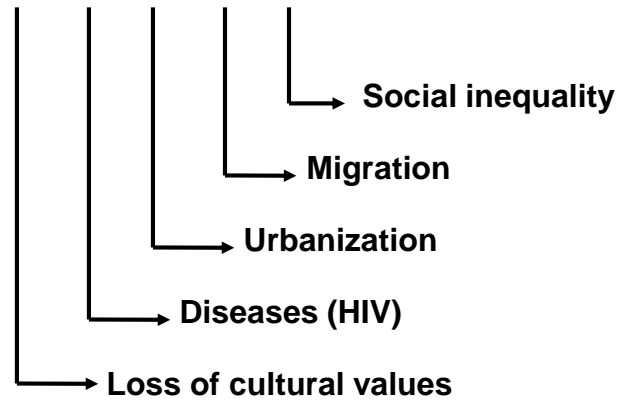 Social inequality
Migration
Urbanization
Diseases (HIV)
Loss of cultural values